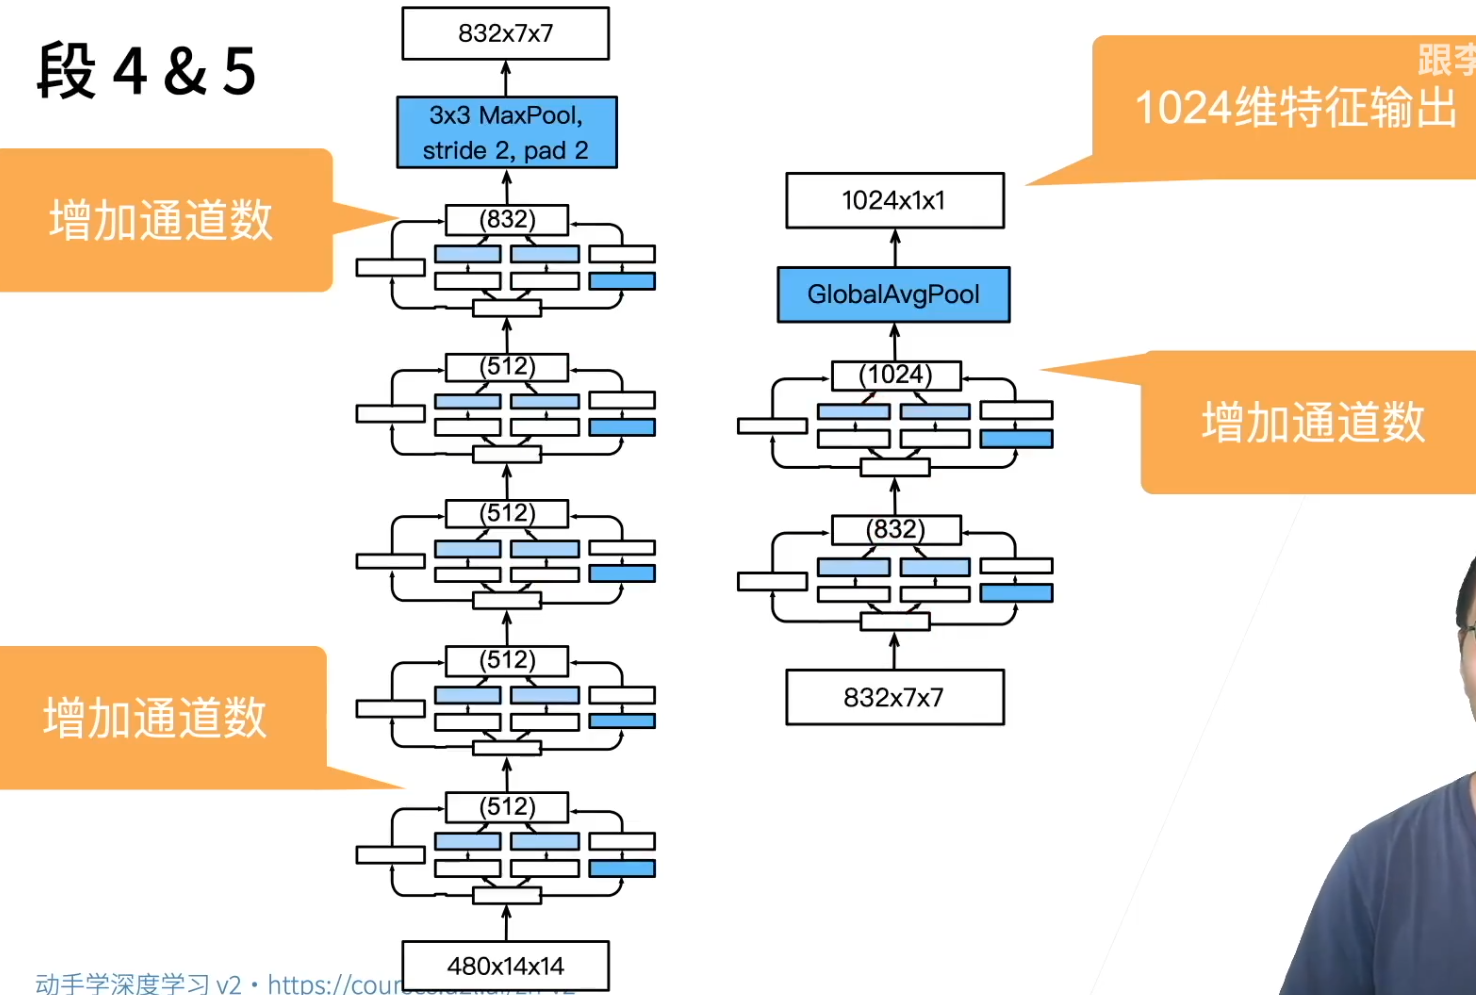 段 4 & 5
832x7x7
3x3 MaxPool,
stride 2, pad 2
增加通道数
(832)
(512)
(512)
(512)
增加通道数
(512)
480x14x14
跟李
1024维特征输出
1024x1x1
GlobalAvgPool
(1024)
增加通道数
(832)
832x7x7
动手学深度学习 v2 · https://